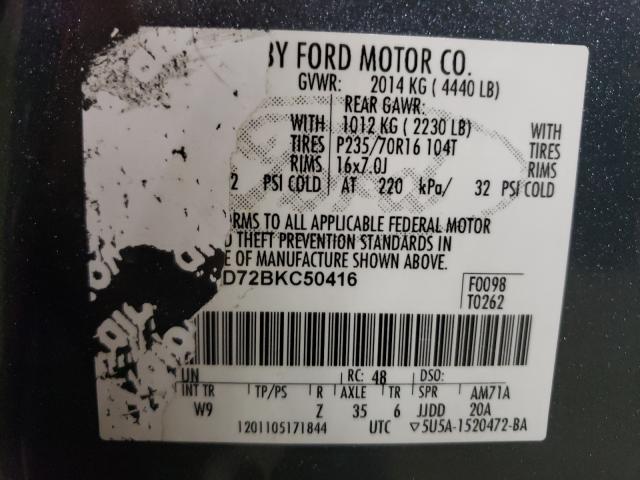 BY FORD MOTOR CO.
GVWR: 2014 KG ( 4440 LB)
REAR GAWR:
WITH 1012 KG ( 2230 LB) WITH
TIRES P235/70R16 104T TIRES
RIMS 16x7.0J RIMS
2 PSI COLD AT 220 kPa/ 32 PSI COLD
RMS TO ALL APPLICABLE FEDERAL MOTOR
D THEFT PREVENTION STANDARDS IN
E OF MANUFACTURE SHOWN ABOVE.
D72BKC50416
F0098
T0262
UN RC: 48 DSO:
INT TR TP/PS R AXLE TR SPR AM71A
W9 Z 35 6 JJDD 20A
1201105171844 UTC ▽5U5A-1520472-BA